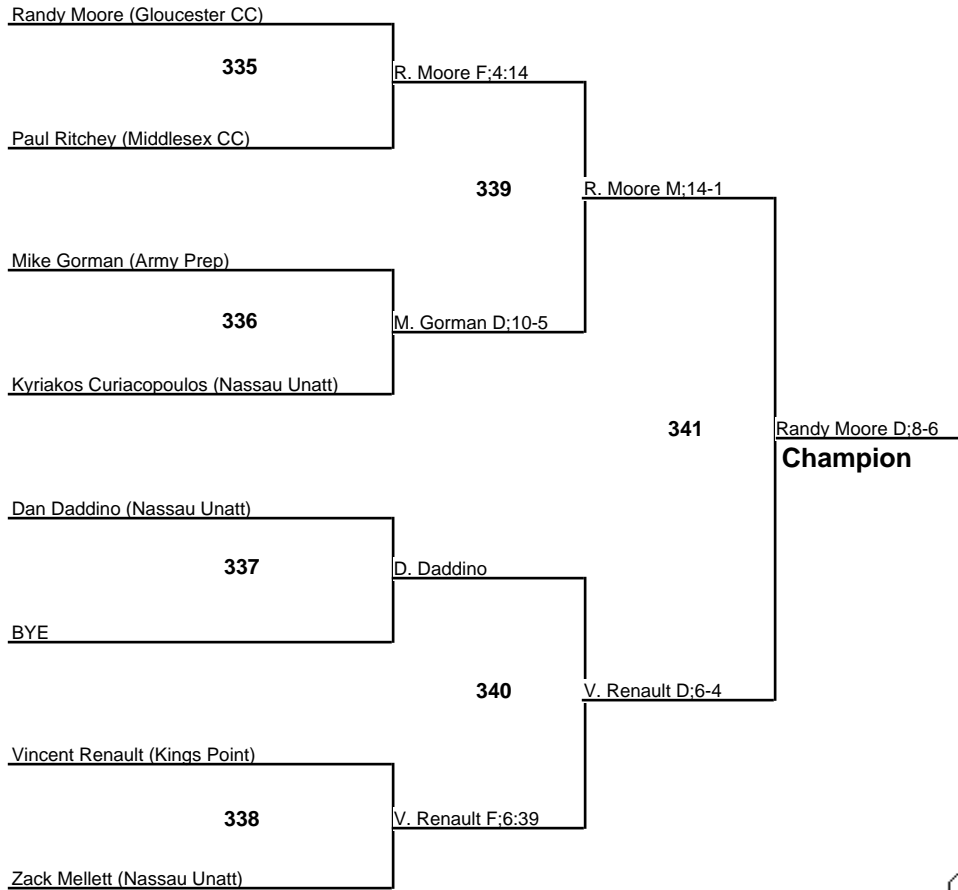 Randy Moore (Gloucester CC)
335
R. Moore F;4:14
Paul Ritchey (Middlesex CC)
339
R. Moore M;14-1
Mike Gorman (Army Prep)
336
M. Gorman D;10-5
Kyriakos Curiacopoulos (Nassau Unatt)
341
Randy Moore D;8-6
Champion
Dan Daddino (Nassau Unatt)
337
D. Daddino
BYE
340
V. Renault D;6-4
Vincent Renault (Kings Point)
338
V. Renault F;6:39
Zack Mellett (Nassau Unatt)